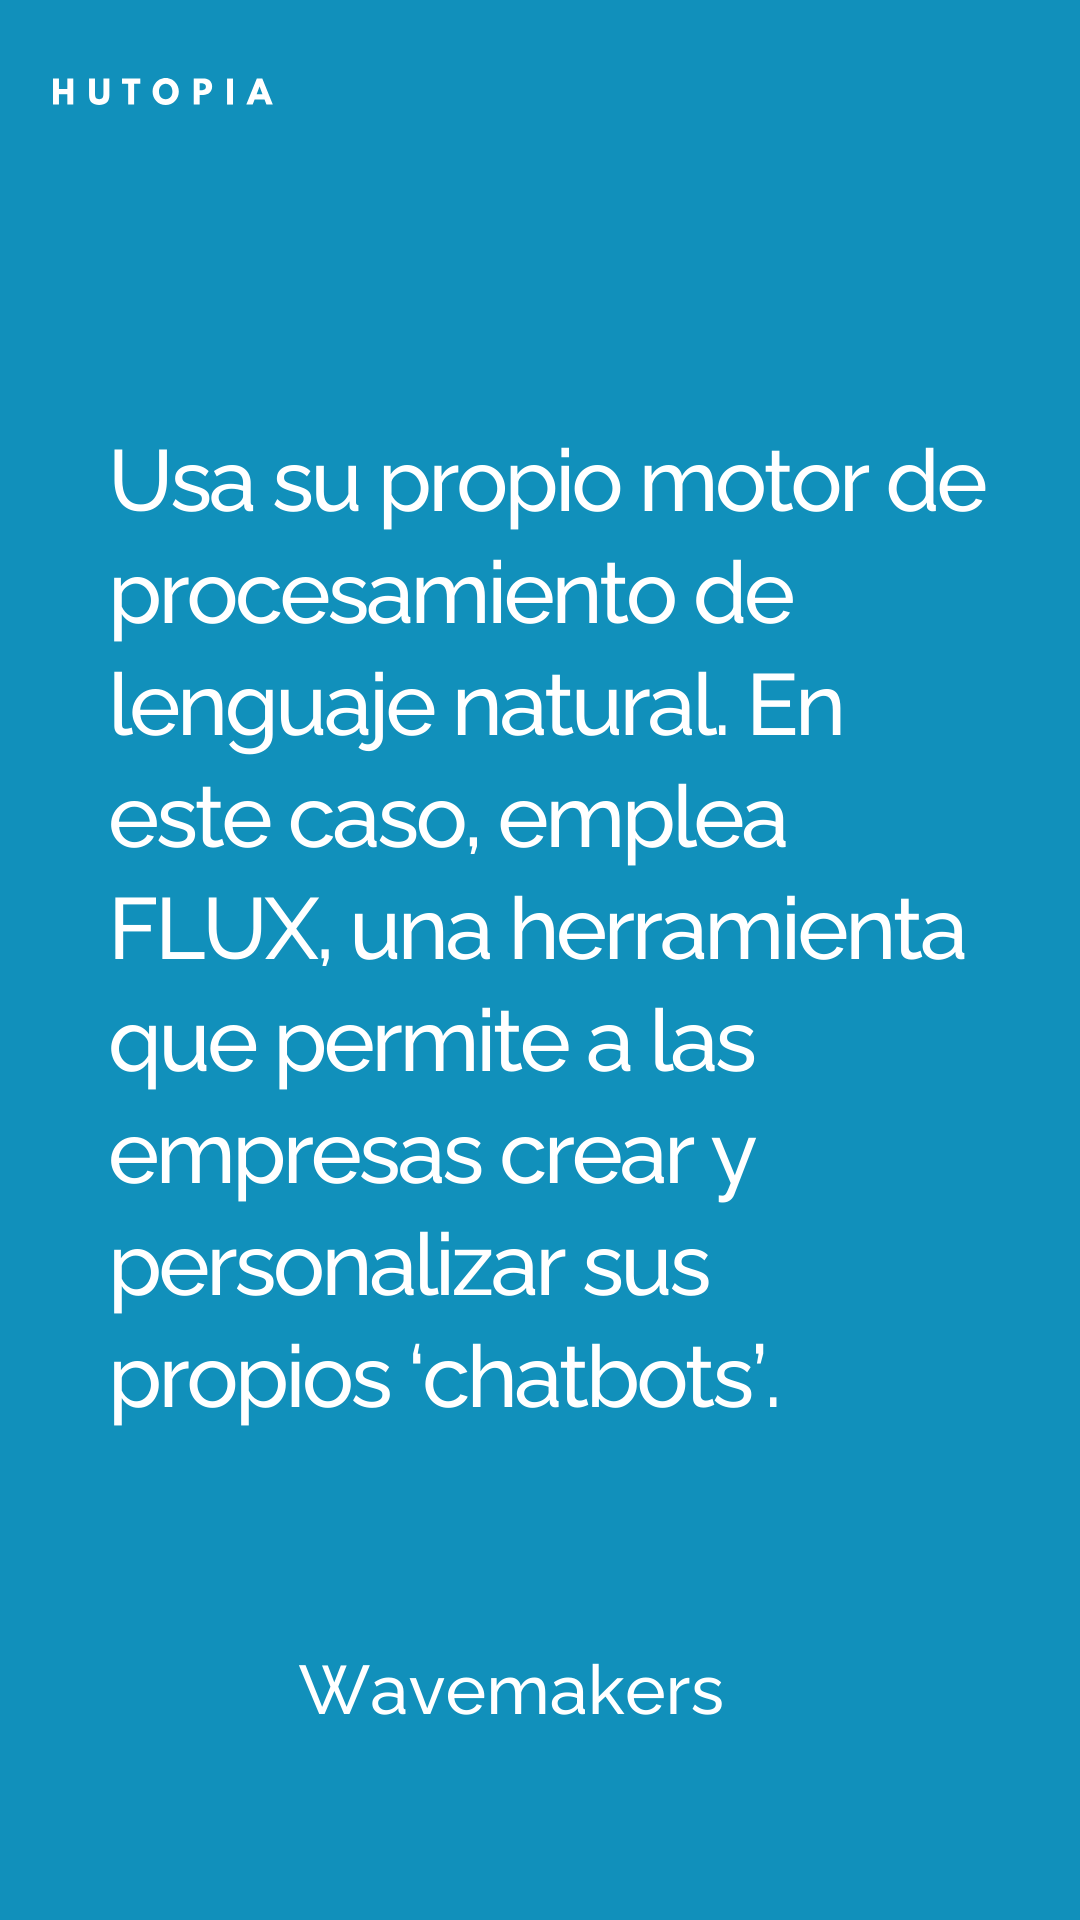 HUTOPIA
Usa su propio motor de
procesamiento de
lenguaje natural. En
este caso, emplea
FLUX, una herramienta
que permite a las
empresas crear y
personalizar sus
propios ‘chatbots’.
Wavemakers